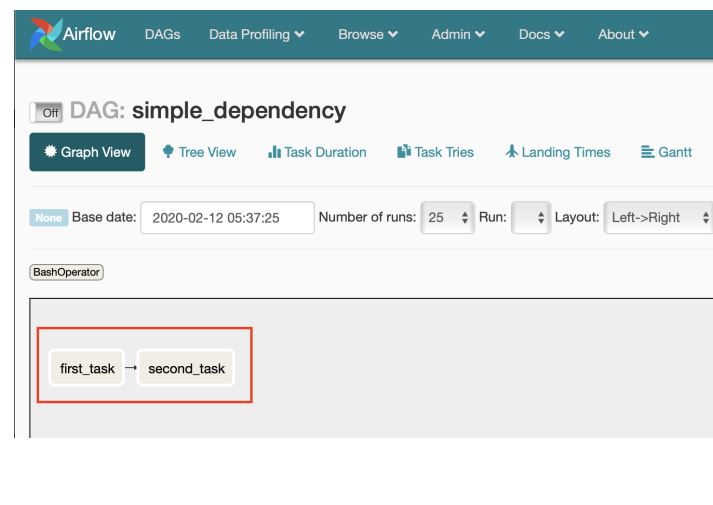 Airflow DAGs Data Profiling Browse Admin Docs About
Off DAG: simple_dependency
Graph View Tree View Task Duration Task Tries Landing Times Gantt
None Base date: 2020-02-12 05:37:25 Number of runs: 25 Run: Layout: Left->Right
BashOperator
first_task second_task